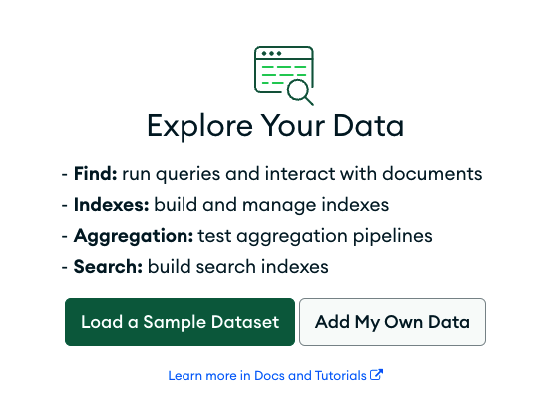 Explore Your Data
- Find: run queries and interact with documents
- Indexes: build and manage indexes
- Aggregation: test aggregation pipelines
- Search: build search indexes
Load a Sample Dataset Add My Own Data
Learn more in Docs and Tutorials